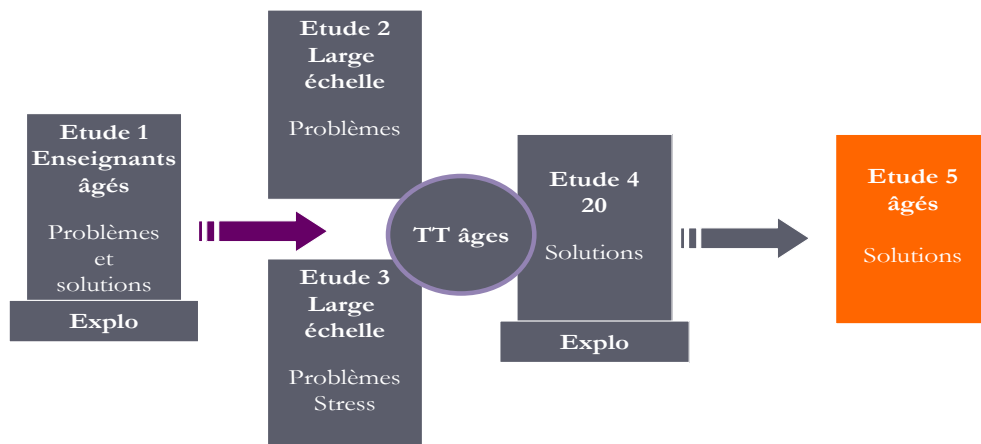 Etude 1
Enseignants
âgés
Problèmes
et
solutions
Explo
Etude 2
Large
échelle
Problèmes
Etude 3
Large
échelle
Problèmes
Stress
TT âges
Etude 4
20
Solutions
Explo
Etude 5
âgés
Solutions